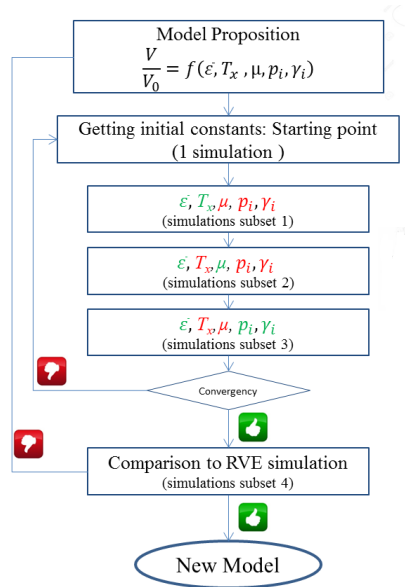 Model Proposition
V/V₀ = f(ε̇, Tₓ , μ, pᵢ, γᵢ)
Getting initial constants: Starting point
(1 simulation )
ε̇, Tₓ, μ, pᵢ, γᵢ
(simulations subset 1)
ε̇, Tₓ, μ, pᵢ, γᵢ
(simulations subset 2)
ε̇, Tₓ, μ, pᵢ, γᵢ
(simulations subset 3)
Convergency
Comparison to RVE simulation
(simulations subset 4)
New Model